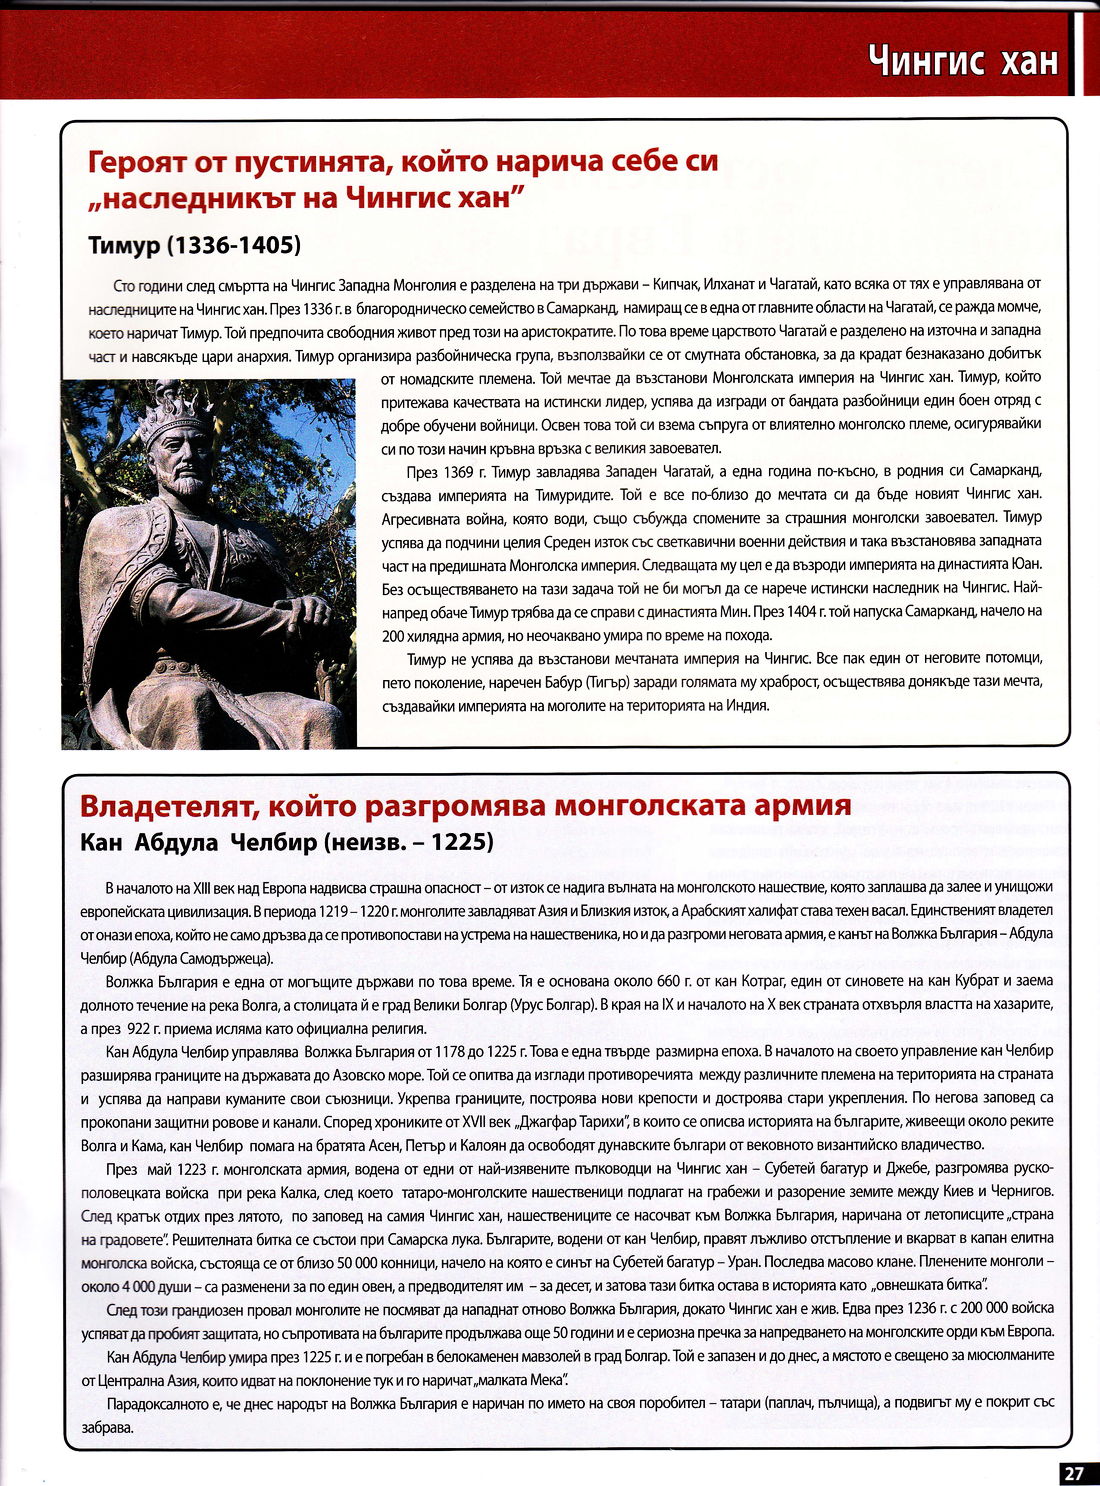 Чингис хан
Героят от пустинята, който нарича себе си
„наследникът на Чингис хан”
Тимур (1336-1405)
Сто години след смъртта на Чингис Западна Монголия е разделена на три държави – Кипчак, Илханат и Чагатай, като всяка от тях е управлявана от
наследниците на Чингис хан. През 1336 г. в благородническо семейство в Самарканд, намиращ се в една от главните области на Чагатай, се ражда момче,
което наричат Тимур. Той предпочита свободния живот пред този на аристократите. По това време царството Чагатай е разделено на източна и западна
част и навсякъде цари анархия. Тимур организира разбойническа група, възползвайки се от смутната обстановка, за да крадат безнаказано добитък
от номадските племена. Той мечтае да възстанови Монголската империя на Чингис хан. Тимур, който
притежава качествата на истински лидер, успява да изгради от бандата разбойници един боен отряд с
добре обучени войници. Освен това той си взема съпруга от влиятелно монголско племе, осигурявайки
си по този начин кръвна връзка с великия завоевател.
През 1369 г. Тимур завладява Западен Чагатай, а една година по-късно, в родния си Самарканд,
създава империята на Тимуридите. Той е все по-близо до мечтата си да бъде новият Чингис хан.
Агресивната война, която води, също събужда спомените за страшния монголски завоевател. Тимур
успява да подчини целия Среден изток със светкавични военни действия и така възстановява западната
част на предишната Монголска империя. Следващата му цел е да възроди империята на династията Юан.
Без осъществяването на тази задача той не би могъл да се нарече истински наследник на Чингис. Най-
напред обаче Тимур трябва да се справи с династията Мин. През 1404 г. той напуска Самарканд, начело на
200 хилядна армия, но неочаквано умира по време на похода.
Тимур не успява да възстанови мечтаната империя на Чингис. Все пак един от неговите потомци,
пето поколение, наречен Бабур (Тигър) заради голямата му храброст, осъществява донякъде тази мечта,
създавайки империята на моголите на територията на Индия.
Владетелят, който разгромява монголската армия
Кан Абдула Челбир (неизв. – 1225)
В началото на XIII век над Европа надвисва страшна опасност – от изток се надига вълната на монголското нашествие, която заплашва да залее и унищожи
европейската цивилизация. В периода 1219 – 1220 г. монголите завладяват Азия и Близкия изток, а Арабският халифат става техен васал. Единственият владетел
от онази епоха, който не само дръзва да се противопостави на устрема на нашественика, но и да разгроми неговата армия, е канът на Волжка България – Абдула
Челбир (Абдула Самодържеца).
Волжка България е една от могъщите държави по това време. Тя е основана около 660 г. от кан Котраг, един от синовете на кан Кубрат и заема
долното течение на река Волга, а столицата й е град Велики Болгар (Урус Болгар). В края на IX и началото на X век страната отхвърля властта на хазарите,
а през 922 г. приема исляма като официална религия.
Кан Абдула Челбир управлява Волжка България от 1178 до 1225 г. Това е една твърде размирна епоха. В началото на своето управление кан Челбир
разширява границите на държавата до Азовско море. Той се опитва да изглади противоречията между различните племена на територията на страната
и успява да направи куманите свои съюзници. Укрепва границите, построява нови крепости и достроява стари укрепления. По негова заповед са
прокопани защитни ровове и канали. Според хрониките от XVII век „Джагфар Тарихи”, в които се описва историята на българите, живеещи около реките
Волга и Кама, кан Челбир помага на братята Асен, Петър и Калоян да освободят дунавските българи от вековното византийско владичество.
През май 1223 г. монголската армия, водена от едни от най-изявените пълководци на Чингис хан – Субетей багатур и Джебе, разгромява руско-
половецката войска при река Калка, след което татаро-монголските нашественици подлагат на грабежи и разорение земите между Киев и Чернигов.
След кратък отдих през лятото, по заповед на самия Чингис хан, нашествениците се насочват към Волжка България, наричана от летописците „страна
на градовете”. Решителната битка се състои при Самарска лука. Българите, водени от кан Челбир, правят лъжливо отстъпление и вкарват в капан елитна
монголска войска, състояща се от близо 50 000 конници, начело на която е синът на Субетей багатур – Уран. Последва масово клане. Пленените монголи –
около 4 000 души – са разменени за по един овен, а предводителят им – за десет, и затова тази битка остава в историята като „овнешката битка”.
След този грандиозен провал монголите не посмяват да нападнат отново Волжка България, докато Чингис хан е жив. Едва през 1236 г. с 200 000 войска
успяват да пробият защитата, но съпротивата на българите продължава още 50 години и е сериозна пречка за напредването на монголските орди към Европа.
Кан Абдула Челбир умира през 1225 г. и е погребан в белокаменен мавзолей в град Болгар. Той е запазен и до днес, а мястото е свещено за мюсюлманите
от Централна Азия, които идват на поклонение тук и го наричат „малката Мека”.
Парадоксалното е, че днес народът на Волжка България е наричан по името на своя поробител – татари (паплач, пълчища), а подвигът му е покрит със
забрава.
27